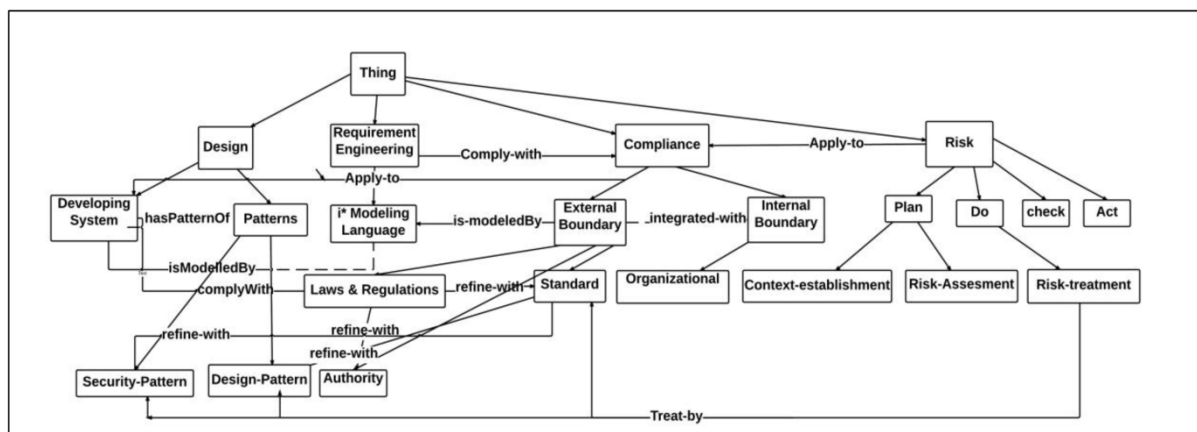 Thing
Design
Requirement
Engineering
Comply-with
Compliance
Apply-to
Risk
Apply-to
Developing
System
hasPatternOf
Patterns
i* Modeling
Language
is-modeledBy
External
Boundary
integrated-with
Internal
Boundary
Plan
Do
check
Act
isModelledBy
complyWith
Laws & Regulations
refine-with
Standard
Organizational
Context-establishment
Risk-Assesment
Risk-treatment
refine-with
refine-with
refine-with
Security-Pattern
Design-Pattern
Authority
Treat-by